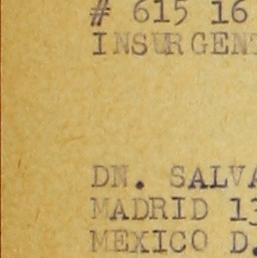 # 615 16
INSURGENT
DN. SALVA
MADRID 13
MEXICO D.